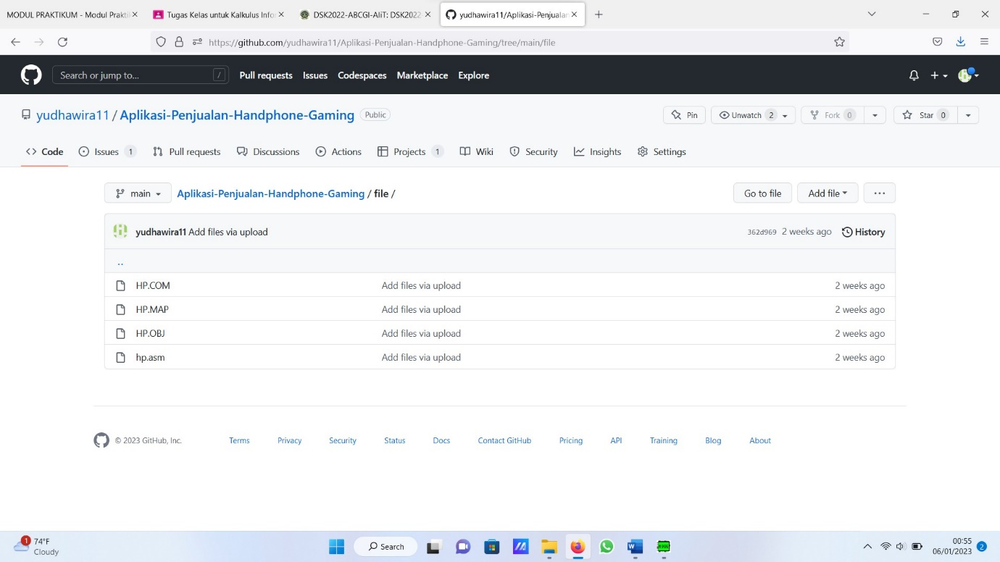 MODUL PRAKTIKUM - Modul Prakti
Tugas Kelas untuk Kalkulus Info
DSK2022-ABCGI-AliT: DSK2022
yudhawira11/Aplikasi-Penjualan
https://github.com/yudhawira11/Aplikasi-Penjualan-Handphone-Gaming/tree/main/file
Search or jump to... / Pull requests Issues Codespaces Marketplace Explore
yudhawira11 / Aplikasi-Penjualan-Handphone-Gaming Public Pin Unwatch 2 Fork 0 Star 0
Code Issues 1 Pull requests Discussions Actions Projects 1 Wiki Security Insights Settings
main Aplikasi-Penjualan-Handphone-Gaming / file / Go to file Add file ...
yudhawira11 Add files via upload 362d969 2 weeks ago History
..
HP.COM Add files via upload 2 weeks ago
HP.MAP Add files via upload 2 weeks ago
HP.OBJ Add files via upload 2 weeks ago
hp.asm Add files via upload 2 weeks ago
© 2023 GitHub, Inc. Terms Privacy Security Status Docs Contact GitHub Pricing API Training Blog About
1 74°F
Cloudy
Search
00:55
06/01/2023 2